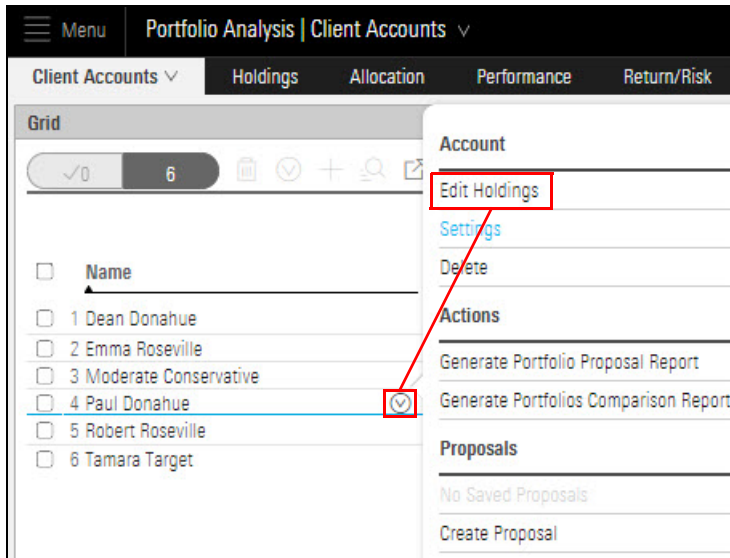 Menu
Portfolio Analysis | Client Accounts
Client Accounts
Holdings
Allocation
Performance
Return/Risk
Grid
0
6
Name
1 Dean Donahue
2 Emma Roseville
3 Moderate Conservative
4 Paul Donahue
5 Robert Roseville
6 Tamara Target
Account
Edit Holdings
Settings
Delete
Actions
Generate Portfolio Proposal Report
Generate Portfolios Comparison Report
Proposals
No Saved Proposals
Create Proposal